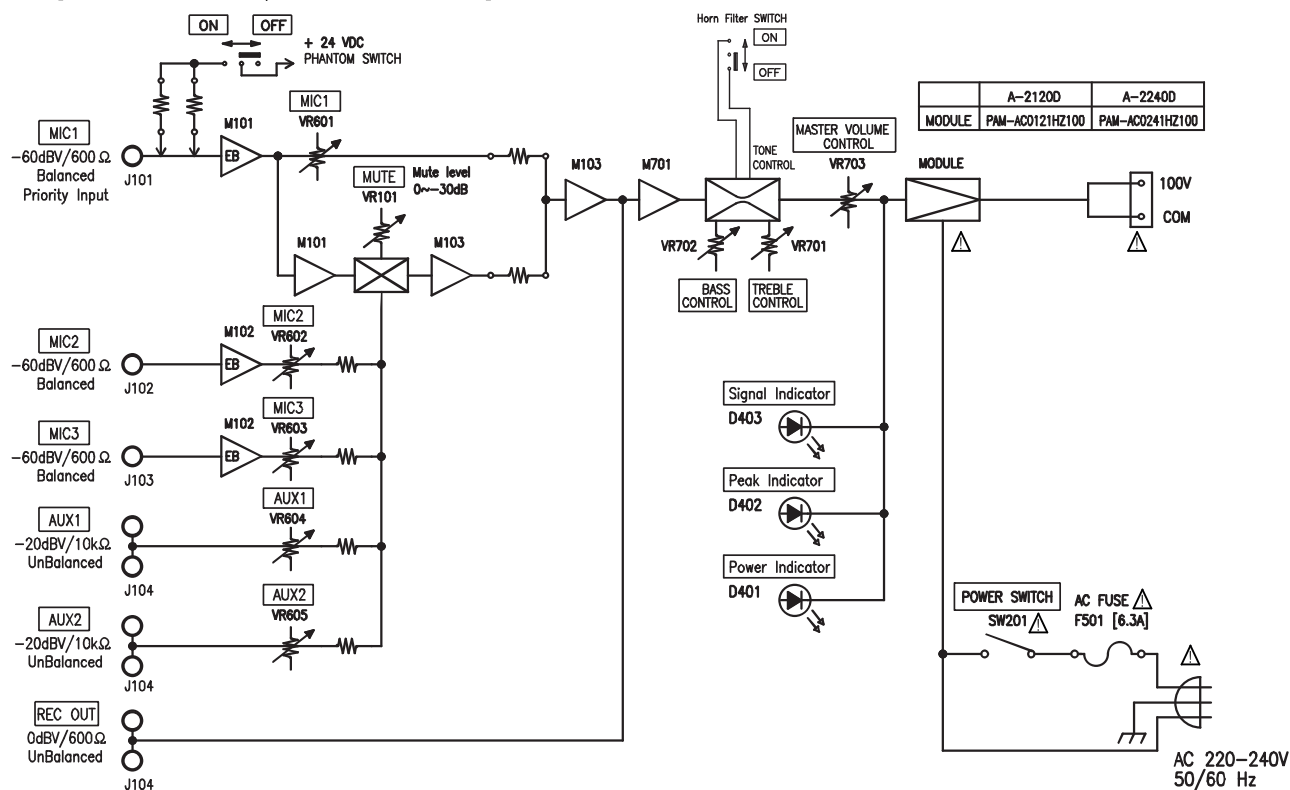 ON OFF
+ 24 VDC
PHANTOM SWITCH
Horn Filter SWITCH
ON
OFF
A-2120D A-2240D
MODULE PAM-AC0121HZ100 PAM-AC0241HZ100
MIC1
-60dBV/600Ω
Balanced
Priority Input
J101
M101
EB
MIC1
VR601
MUTE
VR101
Mute level
0~-30dB
M101
M103
M103
M701
TONE
CONTROL
VR702
VR701
BASS
CONTROL
TREBLE
CONTROL
MASTER VOLUME
CONTROL
VR703
MODULE
100V
COM
MIC2
-60dBV/600Ω
Balanced
J102
M102
EB
MIC2
VR602
MIC3
-60dBV/600Ω
Balanced
J103
M102
EB
MIC3
VR603
AUX1
-20dBV/10kΩ
UnBalanced
J104
AUX1
VR604
AUX2
-20dBV/10kΩ
UnBalanced
J104
AUX2
VR605
REC OUT
0dBV/600Ω
UnBalanced
J104
Signal Indicator
D403
Peak Indicator
D402
Power Indicator
D401
POWER SWITCH
SW201
AC FUSE
F501 [6.3A]
AC 220-240V
50/60 Hz